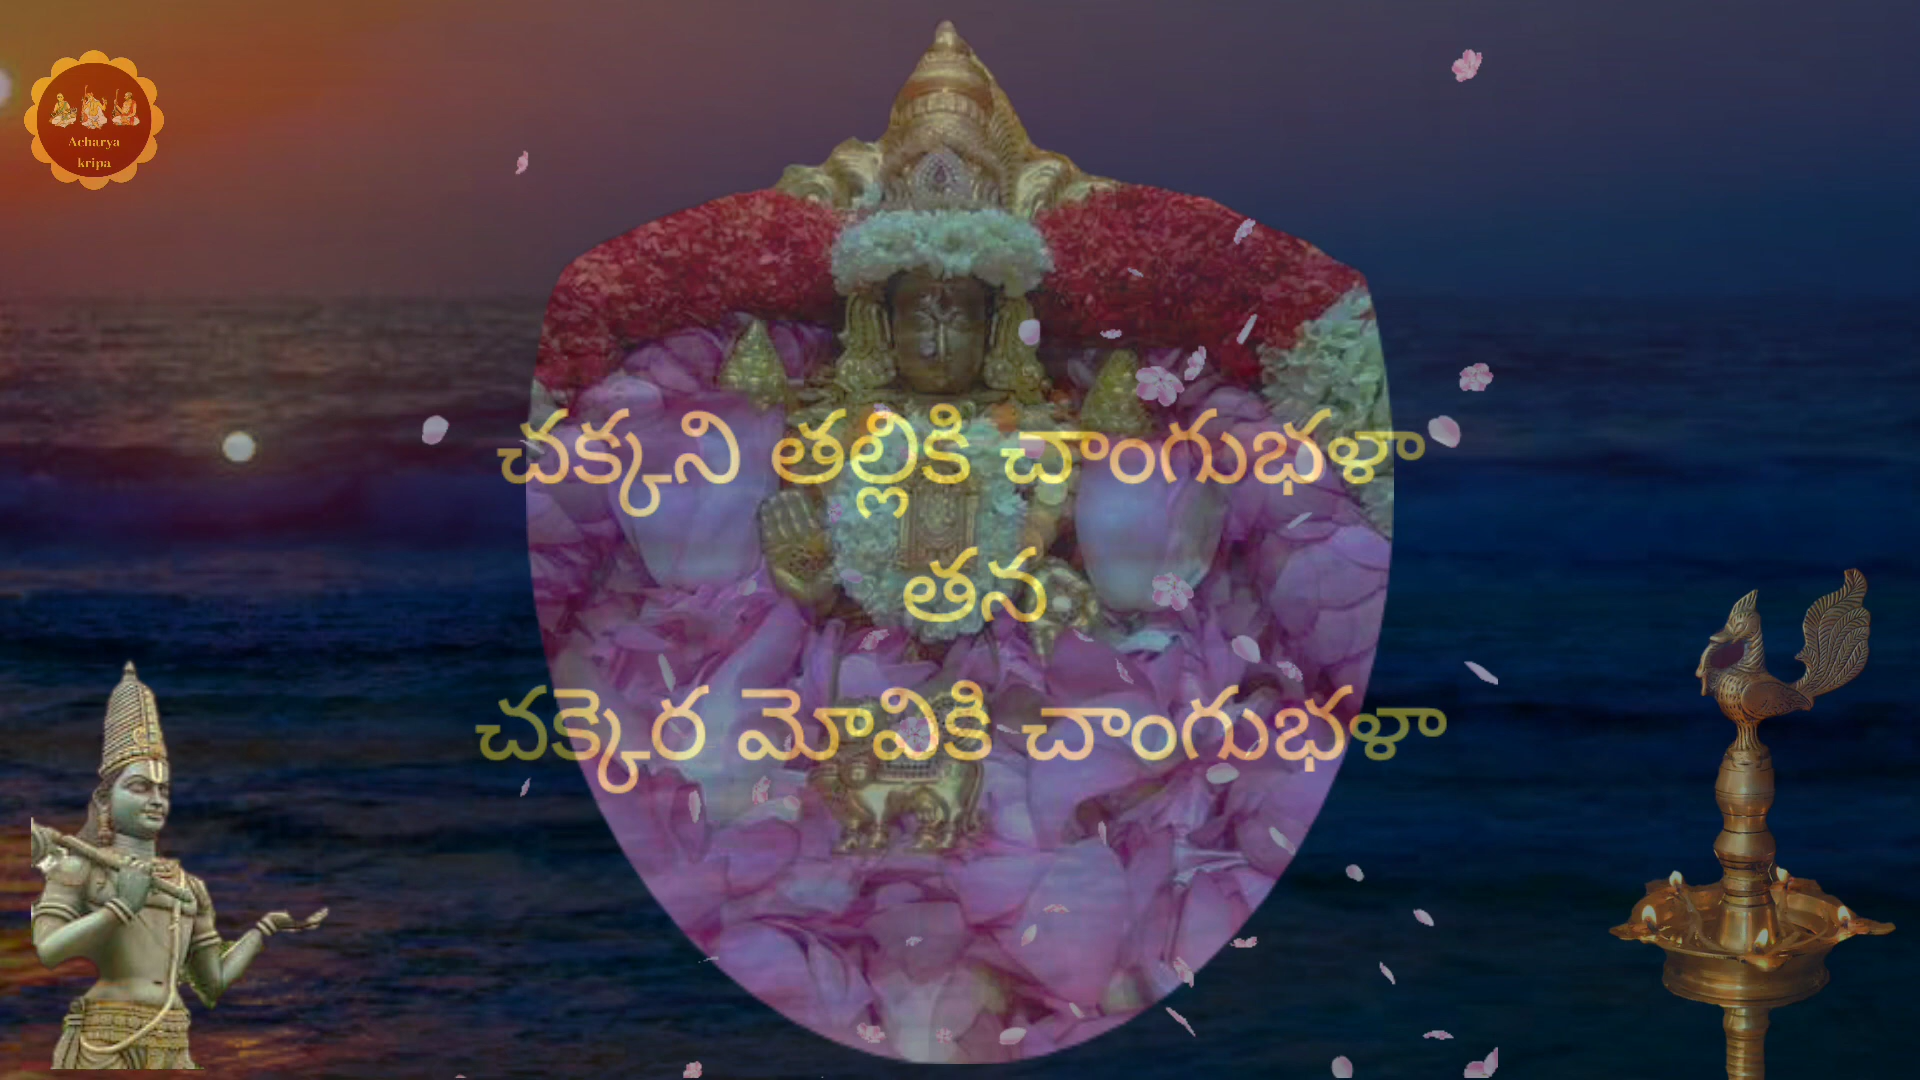 Acharya
kripa
చక్కని తల్లికి చాంగుభళా
తన
చక్కెర మోవికి చాంగుభళా